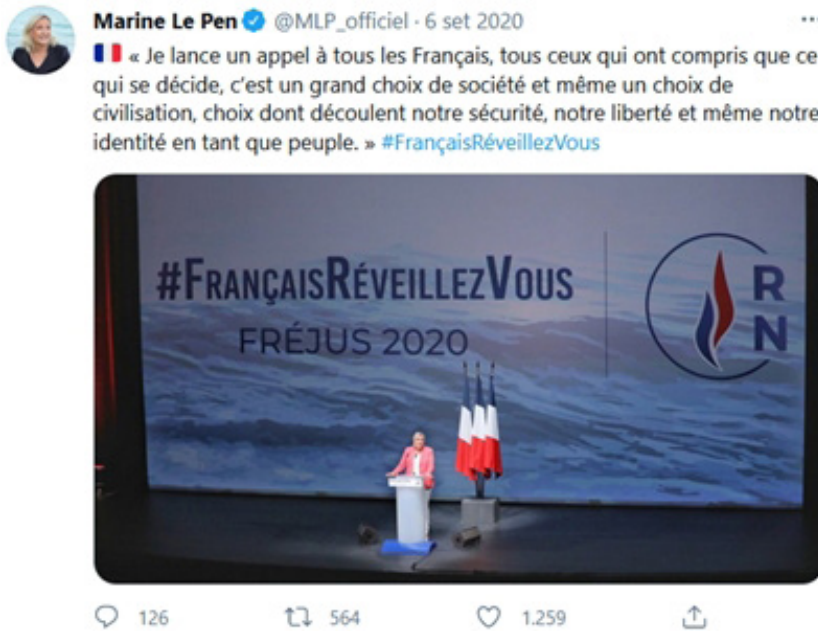 Marine Le Pen @MLP_officiel · 6 set 2020
« Je lance un appel à tous les Français, tous ceux qui ont compris que ce
qui se décide, c'est un grand choix de société et même un choix de
civilisation, choix dont découlent notre sécurité, notre liberté et même notre
identité en tant que peuple. » #FrançaisRéveillezVous
#FRANÇAISRÉVEILLEZVOUS
FRÉJUS 2020
R
N
126 564 1.259